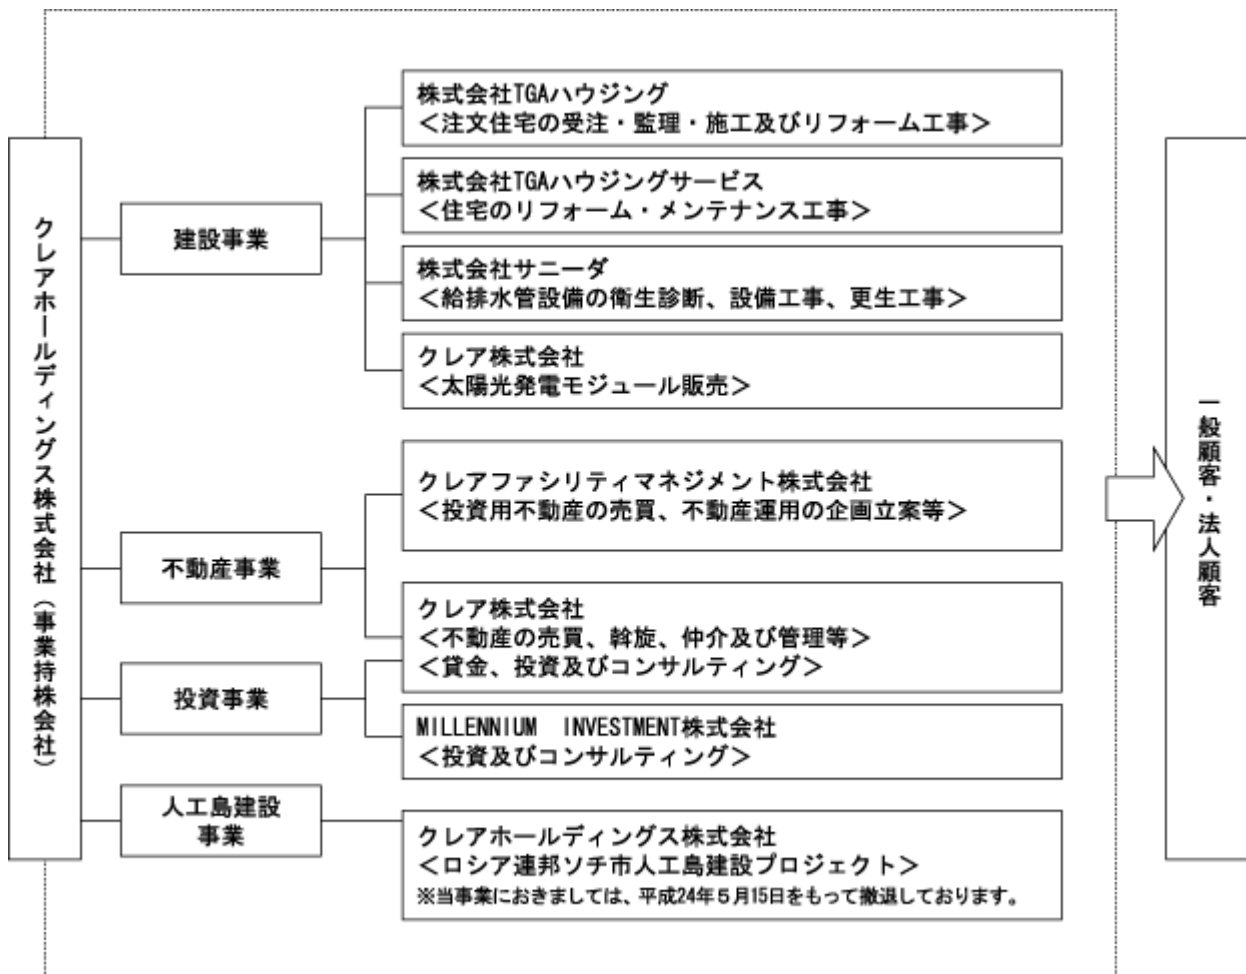 クレアホールディングス株式会社（事業持株会社）
建設事業
株式会社TGAハウジング
＜注文住宅の受注・監理・施工及びリフォーム工事＞
株式会社TGAハウジングサービス
＜住宅のリフォーム・メンテナンス工事＞
株式会社サニーダ
＜給排水管設備の衛生診断、設備工事、更生工事＞
クレア株式会社
＜太陽光発電モジュール販売＞
不動産事業
クレアファシリティマネジメント株式会社
＜投資用不動産の売買、不動産運用の企画立案等＞
クレア株式会社
＜不動産の売買、斡旋、仲介及び管理等＞
＜貸金、投資及びコンサルティング＞
投資事業
MILLENNIUM　INVESTMENT株式会社
＜投資及びコンサルティング＞
人工島建設
事業
クレアホールディングス株式会社
＜ロシア連邦ソチ市人工島建設プロジェクト＞
※当事業におきましては、平成24年５月15日をもって撤退しております。
一般顧客・法人顧客